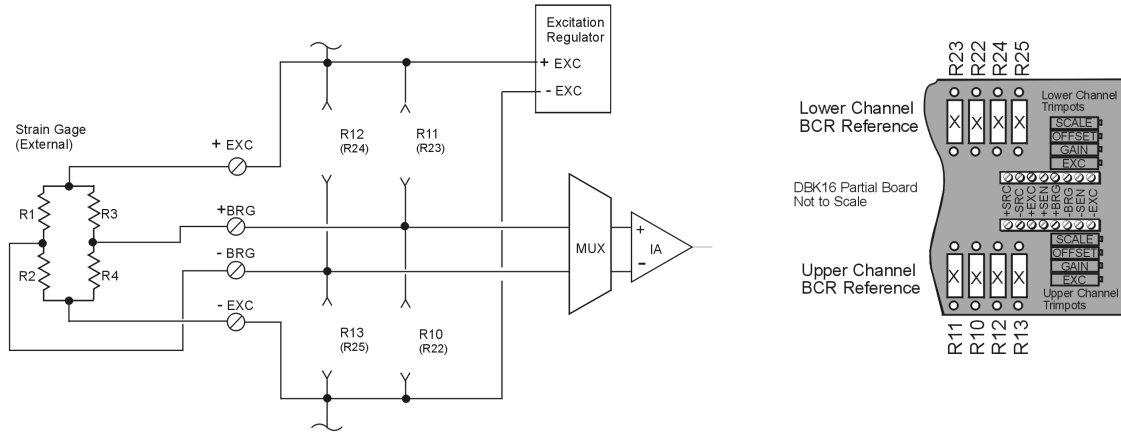 Excitation
Regulator
+ EXC
- EXC
Strain Gage
(External)
+ EXC
R12
(R24)
R11
(R23)
R1
R3
+BRG
R2
R4
- BRG
- EXC
MUX
+
-
IA
R13
(R25)
R10
(R22)
R23
R22
R24
R25
Lower Channel
BCR Reference
X
X
X
X
Lower Channel
Trimpots
SCALE
OFFSET
GAIN
EXC
DBK16 Partial Board
Not to Scale
+SRC
-SRC
+EXC
+SEN
+BRG
-BRG
-SEN
-EXC
Upper Channel
BCR Reference
X
X
X
X
SCALE
OFFSET
GAIN
EXC
Upper Channel
Trimpots
R11
R10
R12
R13